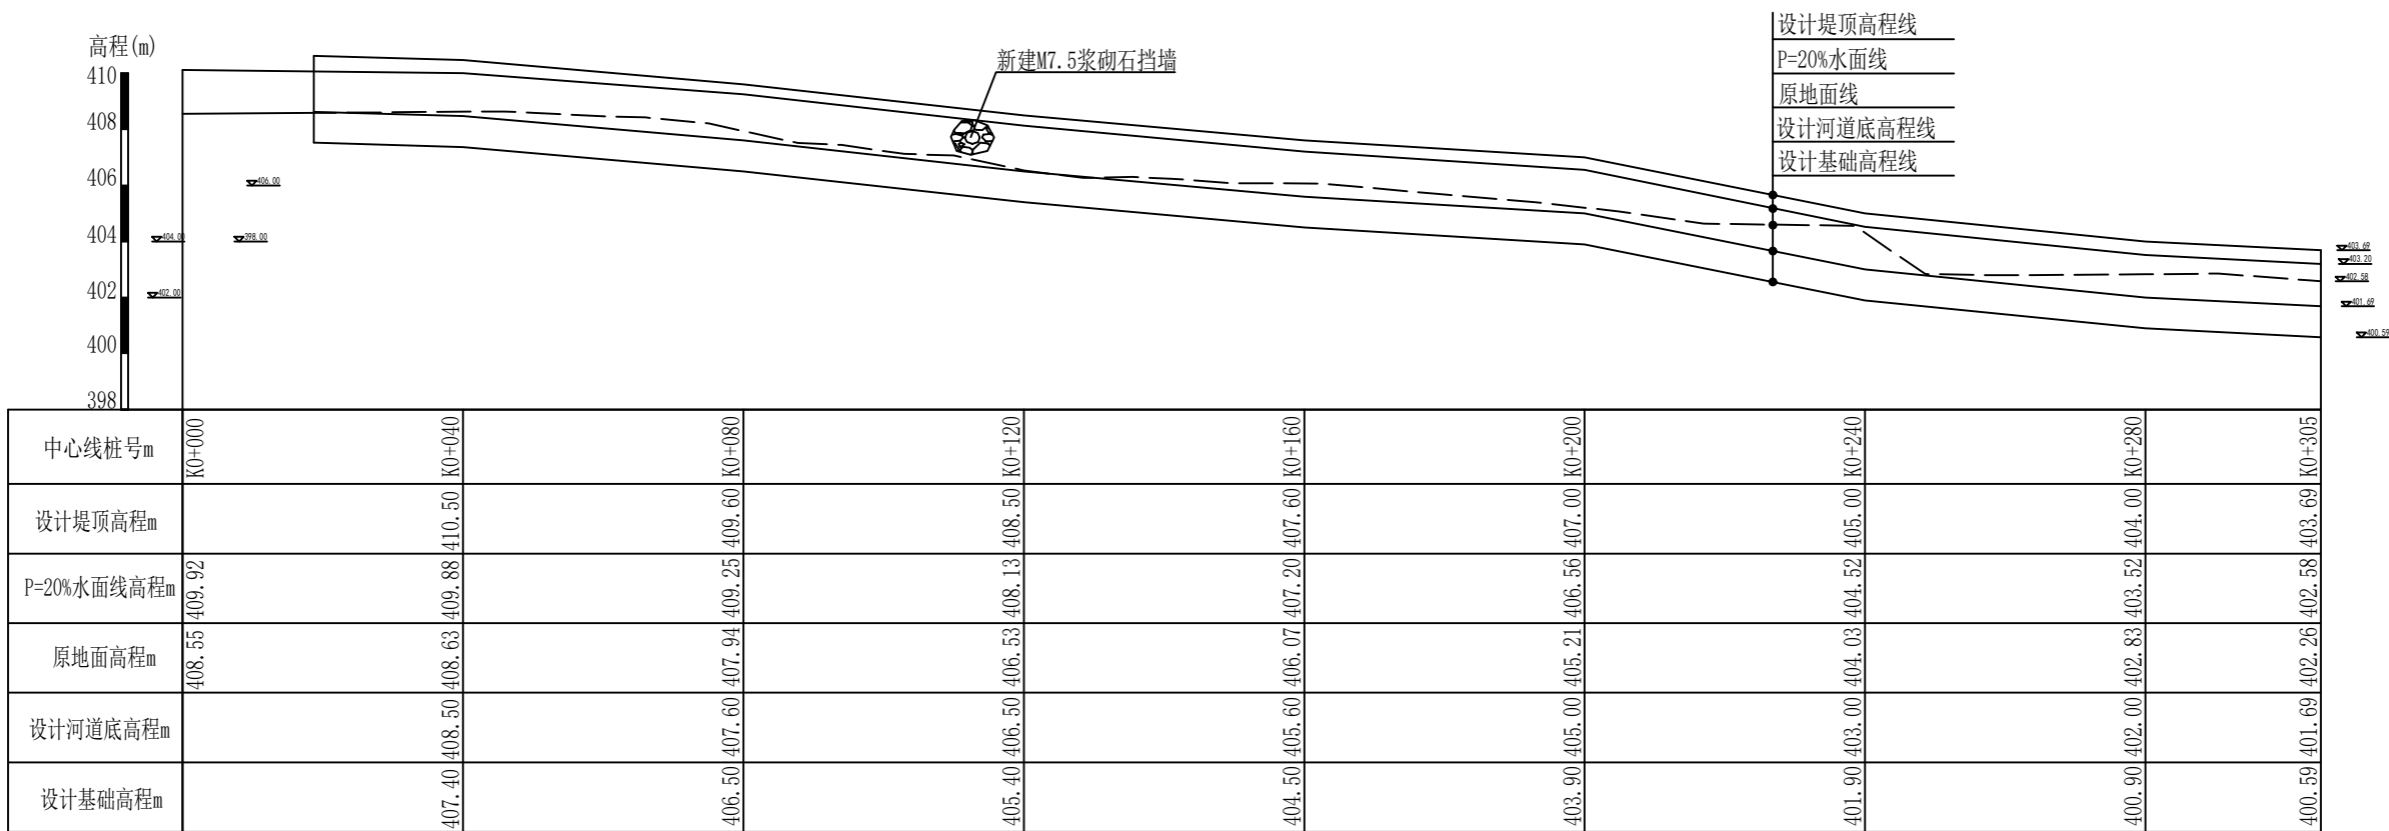 设计堤顶高程线
高程(m)
P=20%水面线
新建M7.5浆砌石挡墙
410
原地面线
408
设计河道底高程线
设计基础高程线
406
406.00
404
404.00
398.00
403.69
403.20
402.58
402
402.00
401.69
400
400.59
398
中心线桩号m K0+000 K0+040 K0+080 K0+120 K0+160 K0+200 K0+240 K0+280 K0+305
设计堤顶高程m 410.50 409.60 408.50 407.60 407.00 405.00 404.00 403.69
P=20%水面线高程m 409.92 409.88 409.25 408.13 407.20 406.56 404.52 403.52 402.58
原地面高程m 408.55 408.63 407.94 406.53 406.07 405.21 404.03 402.83 402.26
设计河道底高程m 408.50 407.60 406.50 405.60 405.00 403.00 402.00 401.69
设计基础高程m 407.40 406.50 405.40 404.50 403.90 401.90 400.90 400.59